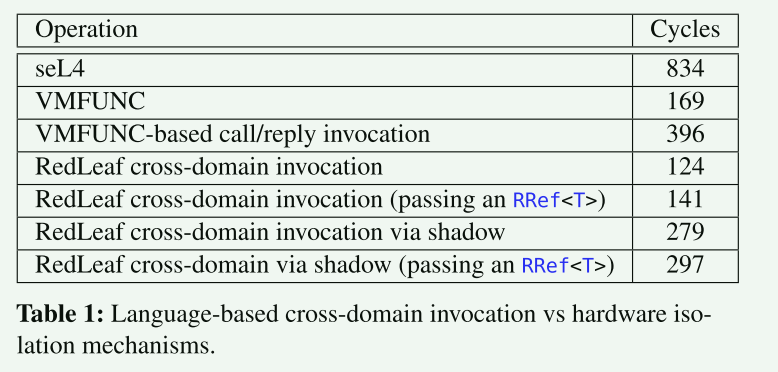 Operation Cycles
seL4 834
VMFUNC 169
VMFUNC-based call/reply invocation 396
RedLeaf cross-domain invocation 124
RedLeaf cross-domain invocation (passing an RRef<T>) 141
RedLeaf cross-domain invocation via shadow 279
RedLeaf cross-domain via shadow (passing an RRef<T>) 297
Table 1: Language-based cross-domain invocation vs hardware iso-
lation mechanisms.